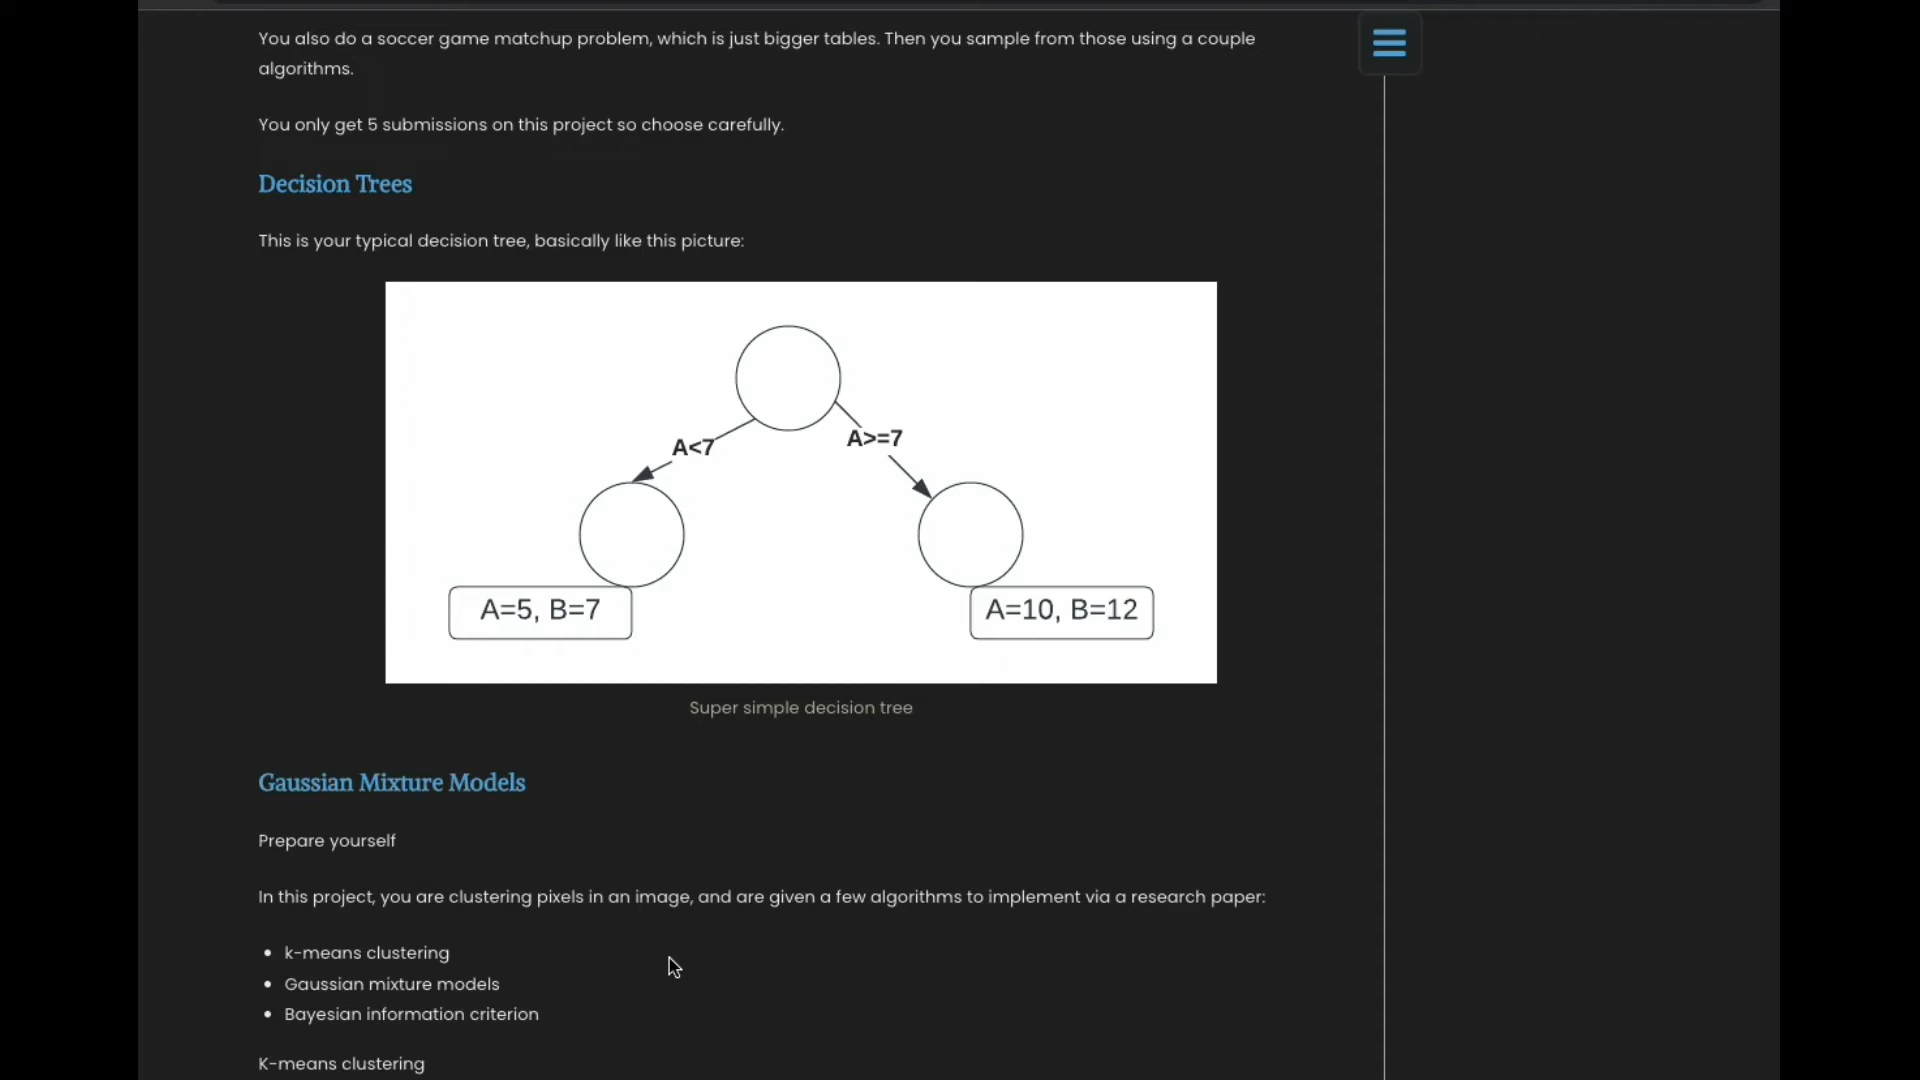 You also do a soccer game matchup problem, which is just bigger tables. Then you sample from those using a couple
algorithms.
You only get 5 submissions on this project so choose carefully.
Decision Trees
This is your typical decision tree, basically like this picture:
A<7
A>=7
A=5, B=7
A=10, B=12
Super simple decision tree
Gaussian Mixture Models
Prepare yourself
In this project, you are clustering pixels in an image, and are given a few algorithms to implement via a research paper:
k-means clustering
Gaussian mixture models
Bayesian information criterion
K-means clustering